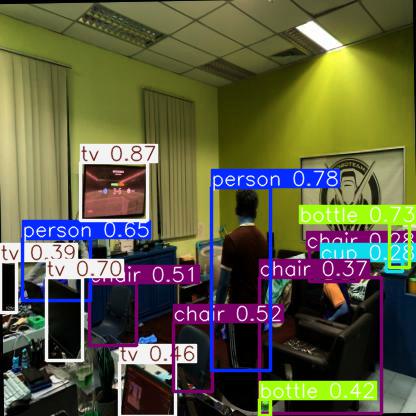 tv 0.87
person 0.78
bottle 0.73
person 0.65
chair 0.28
tv 0.39
cup 0.28
tv 0.70
chair 0.51
chair 0.37
chair 0.52
tv 0.46
bottle 0.42